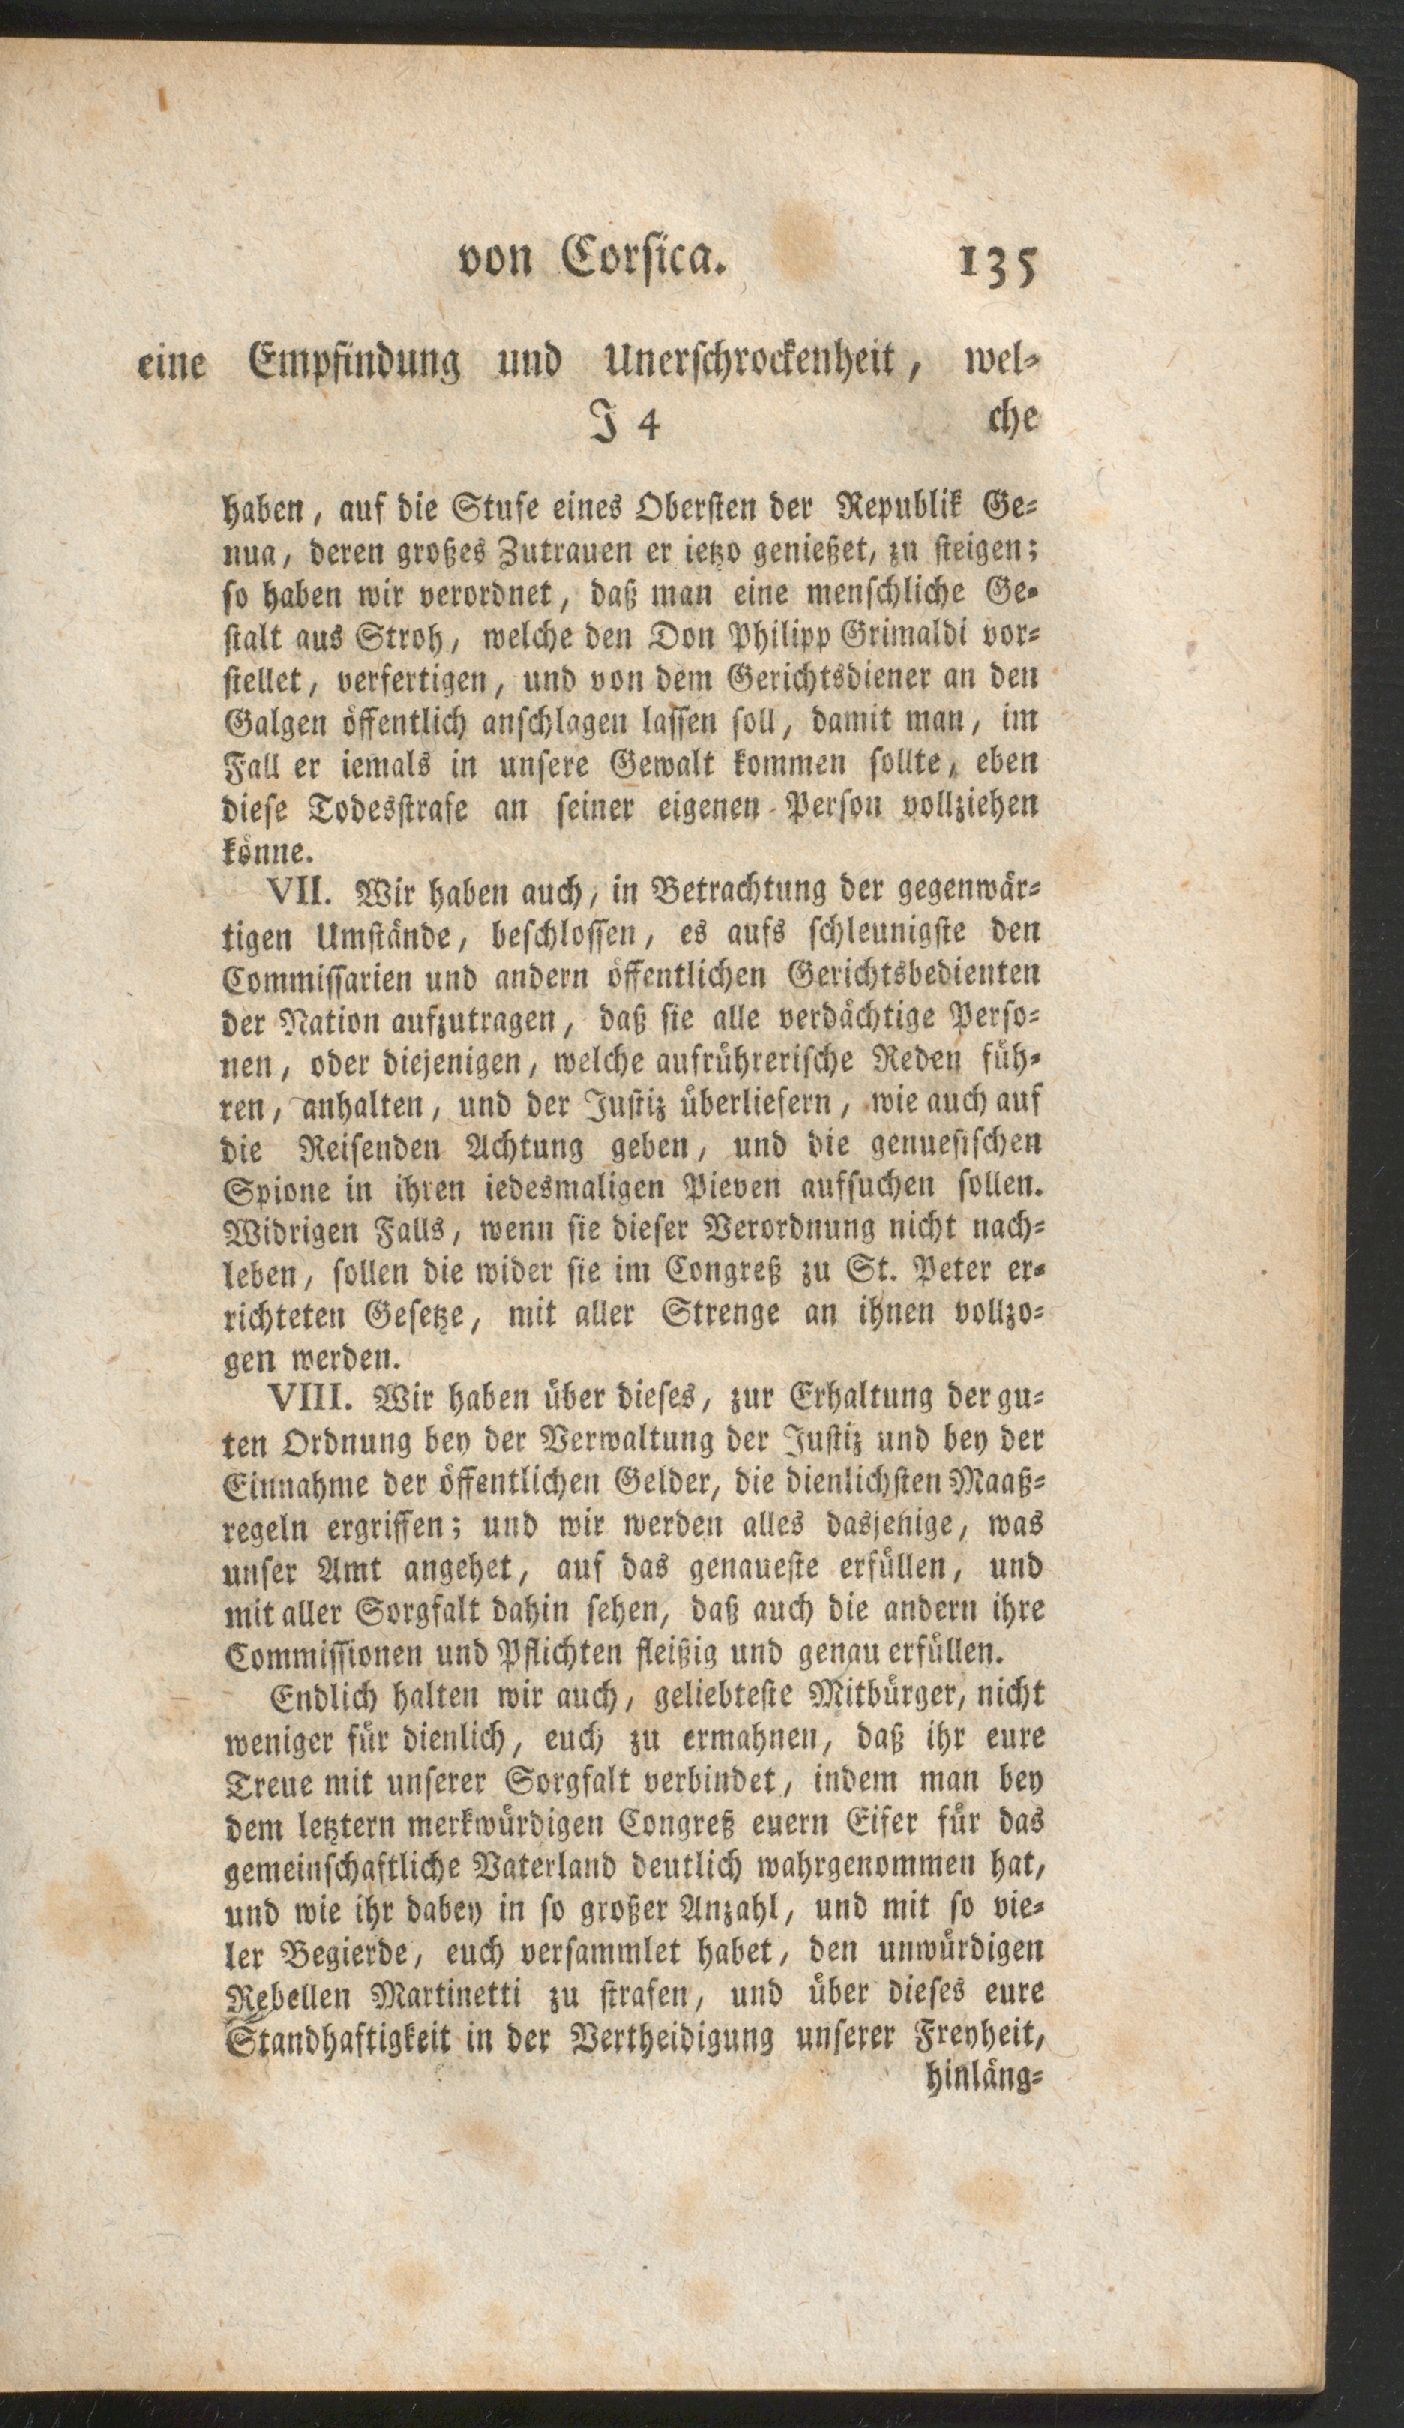 von Corsica. 135
eine Empfindung und Unerschrockenheit, wel-
J 4 che
haben, auf die Stufe eines Obersten der Republik Ge-
nua, deren großes Zutrauen er ietzo genießet, zu steigen;
so haben wir verordnet, daß man eine menschliche Ge-
stalt aus Stroh, welche den Don Philipp Grimaldi vor-
stellet, verfertigen, und von dem Gerichtsdiener an den
Galgen öffentlich anschlagen lassen soll, damit man, im
Fall er iemals in unsere Gewalt kommen sollte, eben
diese Todesstrafe an seiner eigenen Person vollziehen
könne.
VII. Wir haben auch, in Betrachtung der gegenwär-
tigen Umstände, beschlossen, es aufs schleunigste den
Commissarien und andern öffentlichen Gerichtsbedienten
der Nation aufzutragen, daß sie alle verdächtige Perso-
nen, oder diejenigen, welche aufrührerische Reden füh-
ren, anhalten, und der Justiz überliefern, wie auch auf
die Reisenden Achtung geben, und die genuesischen
Spione in ihren iedesmaligen Pieven aufsuchen sollen.
Widrigen Falls, wenn sie dieser Verordnung nicht nach-
leben, sollen die wider sie im Congreß zu St. Peter er-
richteten Gesetze, mit aller Strenge an ihnen vollzo-
gen werden.
VIII. Wir haben über dieses, zur Erhaltung der gu-
ten Ordnung bey der Verwaltung der Justiz und bey der
Einnahme der öffentlichen Gelder, die dienlichsten Maaß-
regeln ergriffen; und wir werden alles dasjenige, was
unser Amt angehet, auf das genaueste erfüllen, und
mit aller Sorgfalt dahin sehen, daß auch die andern ihre
Commissionen und Pflichten fleißig und genau erfüllen.
Endlich halten wir auch, geliebteste Mitbürger, nicht
weniger für dienlich, euch zu ermahnen, daß ihr eure
Treue mit unserer Sorgfalt verbindet, indem man bey
dem letztern merkwürdigen Congreß euern Eifer für das
gemeinschaftliche Vaterland deutlich wahrgenommen hat,
und wie ihr dabey in so großer Anzahl, und mit so vie-
ler Begierde, euch versammlet habet, den unwürdigen
Rebellen Martinetti zu strafen, und über dieses eure
Standhaftigkeit in der Vertheidigung unserer Freyheit,
hinläng-